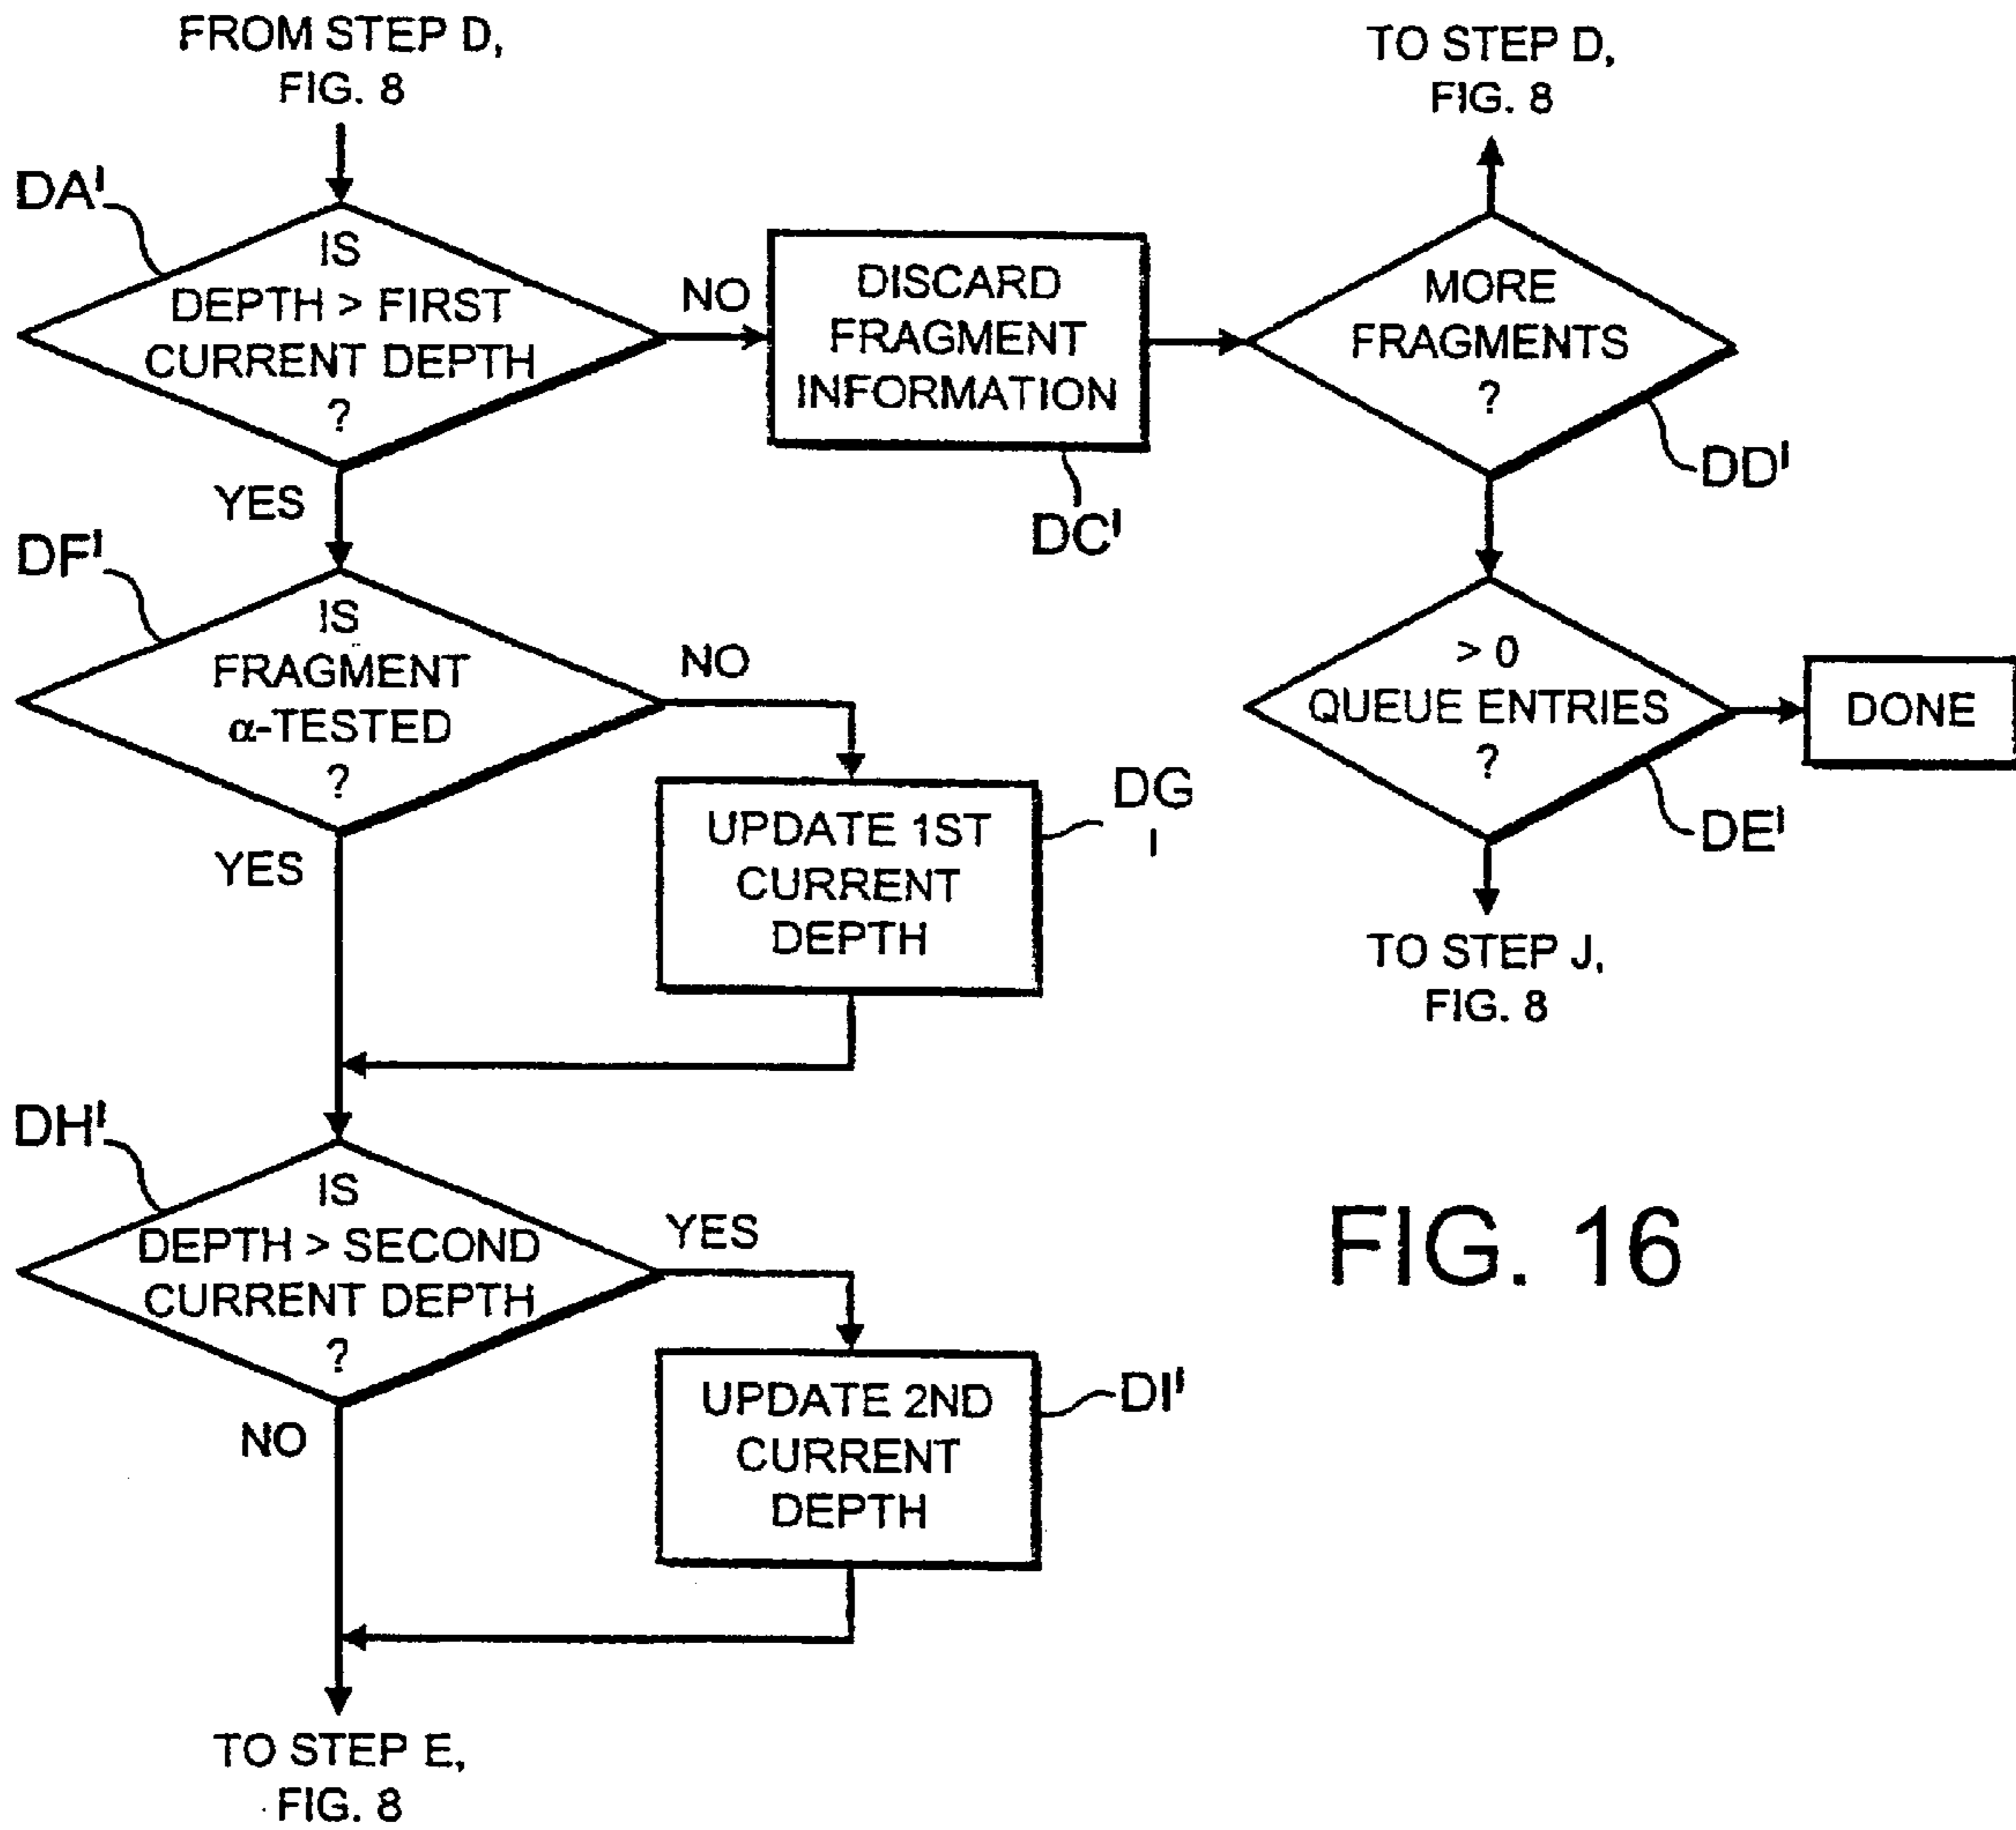 FROM STEP D,
FIG. 8
DA'
IS
DEPTH > FIRST
CURRENT DEPTH
?
NO
YES
DISCARD
FRAGMENT
INFORMATION
DC'
TO STEP D,
FIG. 8
MORE
FRAGMENTS
?
DD'
DF'
IS
FRAGMENT
α-TESTED
?
NO
YES
UPDATE 1ST
CURRENT
DEPTH
DG
'
> 0
QUEUE ENTRIES
?
DE'
DONE
TO STEP J,
FIG. 8
DH'
IS
DEPTH > SECOND
CURRENT DEPTH
?
YES
NO
UPDATE 2ND
CURRENT
DEPTH
DI'
TO STEP E,
FIG. 8
FIG. 16